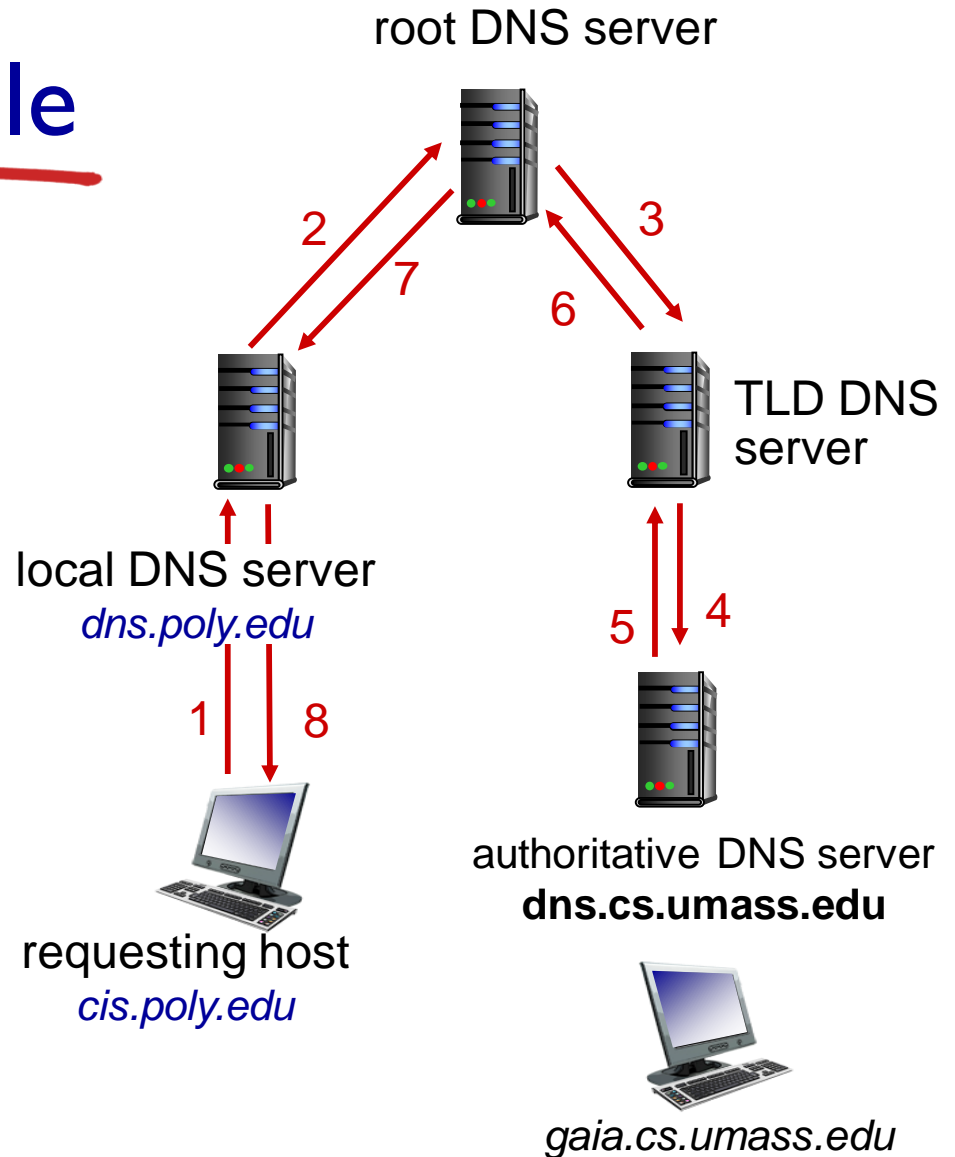 root DNS server
le
2
3
7
6
TLD DNS
server
local DNS server
dns.poly.edu
5
4
1
8
authoritative DNS server
dns.cs.umass.edu
requesting host
cis.poly.edu
gaia.cs.umass.edu